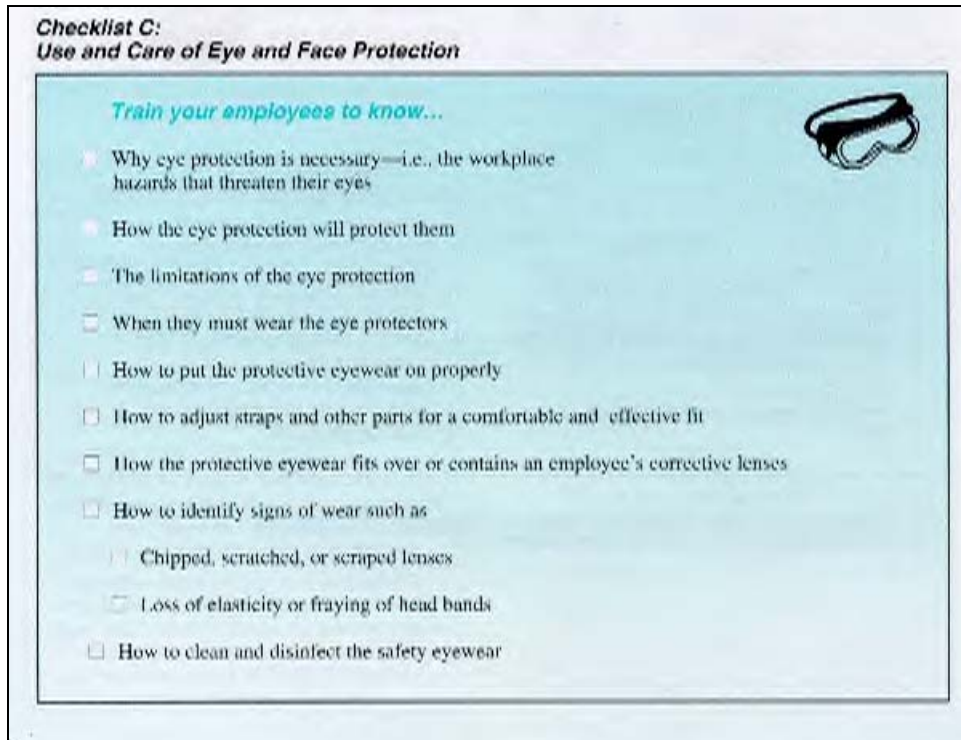 Checklist C:
Use and Care of Eye and Face Protection
Train your employees to know...
Why eye protection is necessary—i.e., the workplace
hazards that threaten their eyes
How the eye protection will protect them
The limitations of the eye protection
When they must wear the eye protectors
How to put the protective eyewear on properly
How to adjust straps and other parts for a comfortable and effective fit
How the protective eyewear fits over or contains an employee's corrective lenses
How to identify signs of wear such as
Chipped, scratched, or scraped lenses
Loss of elasticity or fraying of head bands
How to clean and disinfect the safety eyewear